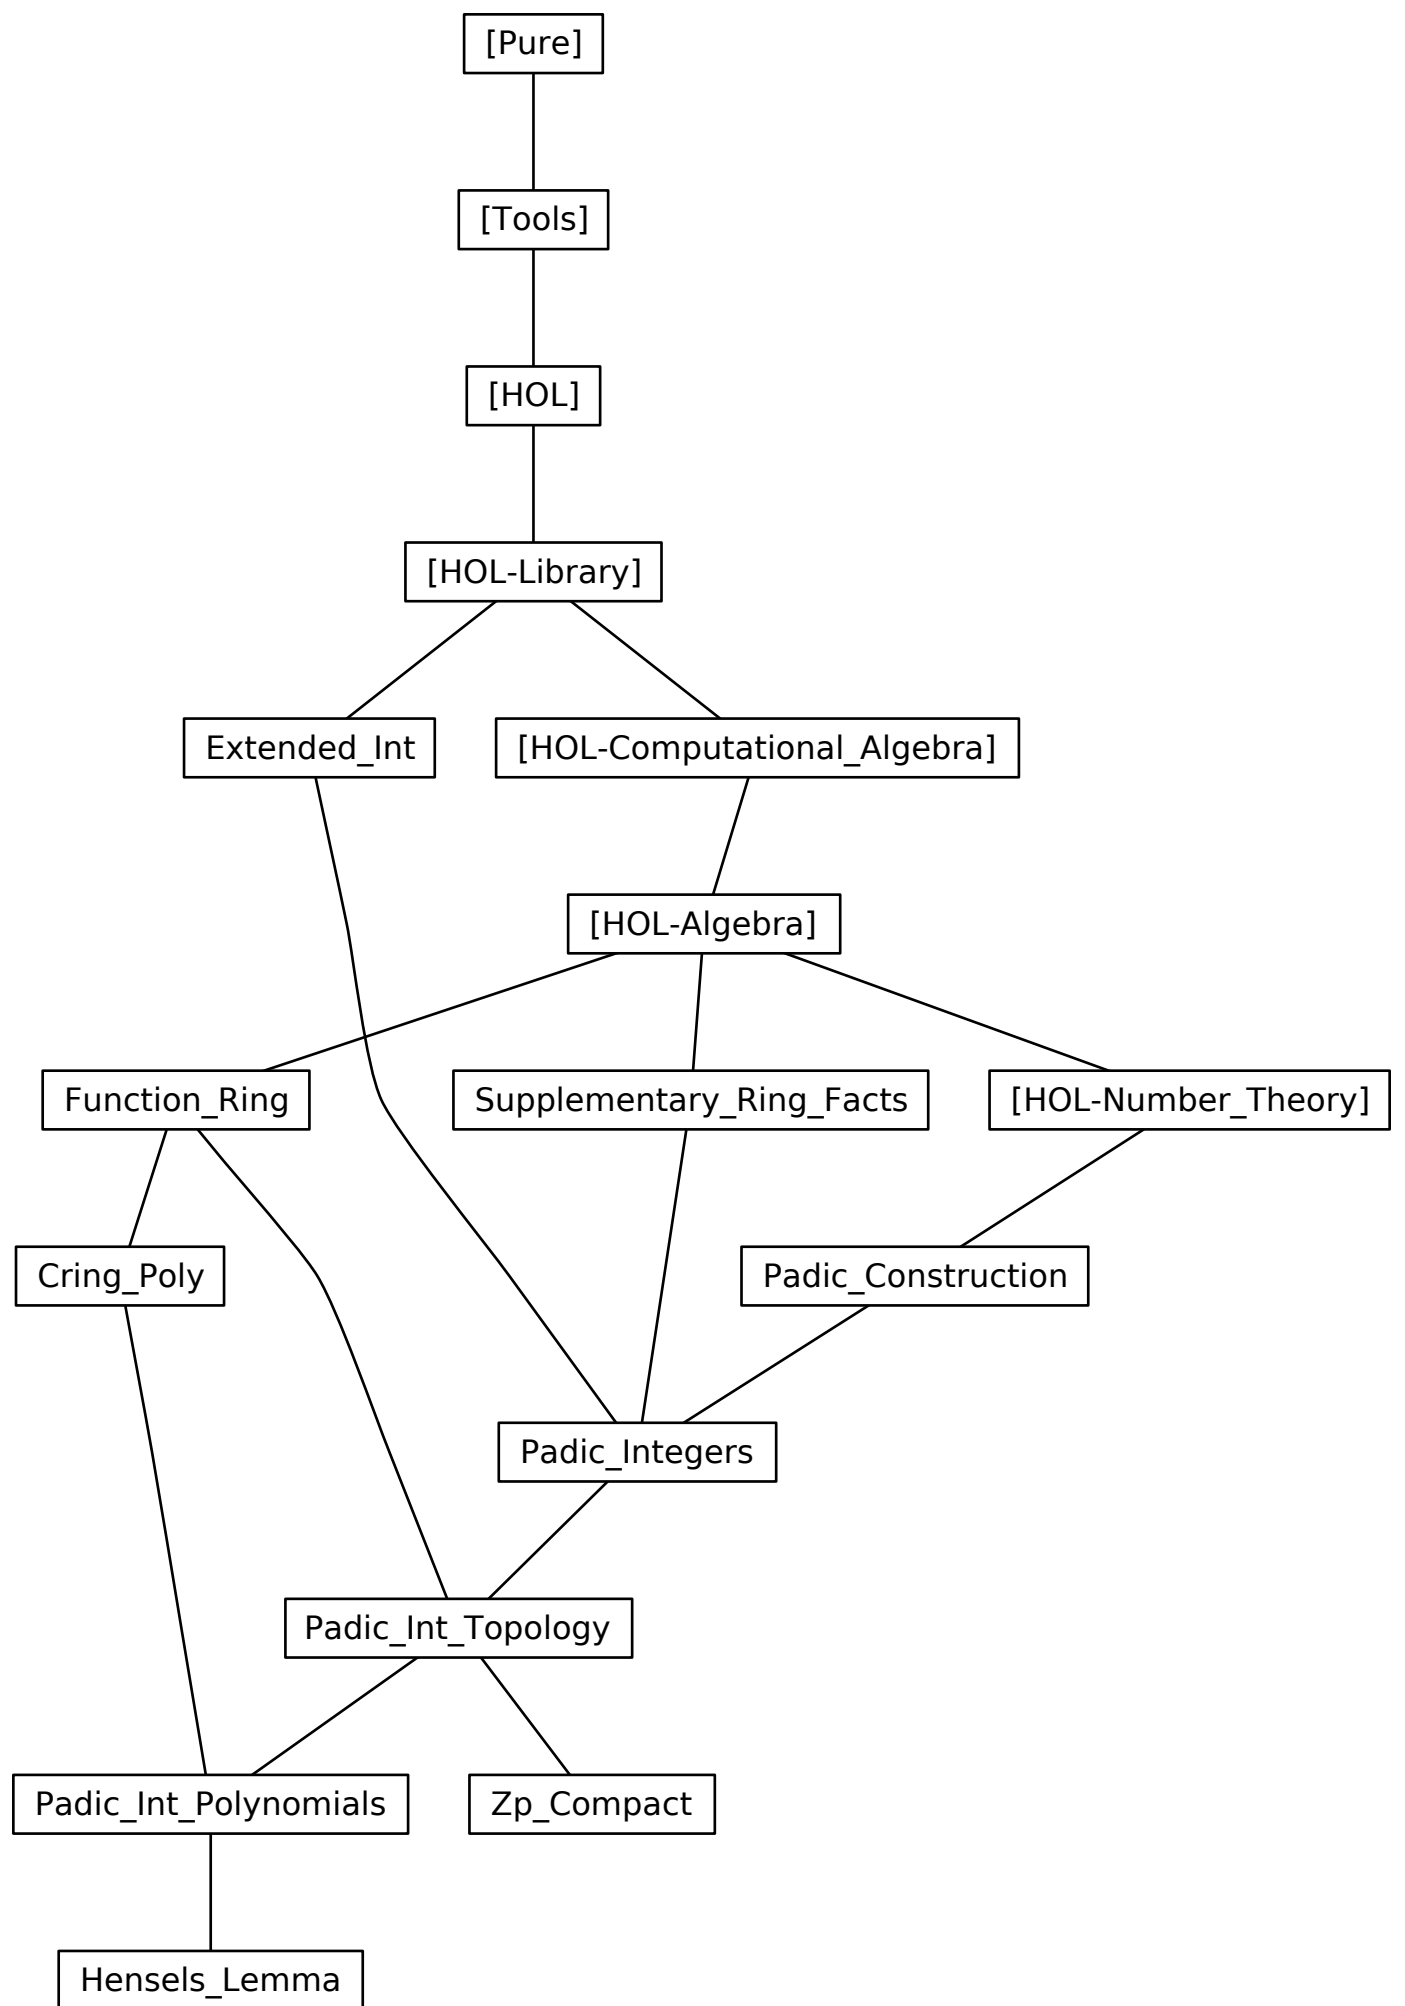 [Pure]
[Tools]
[HOL]
[HOL-Library]
Extended_Int
[HOL-Computational_Algebra]
[HOL-Algebra]
Function_Ring
Supplementary_Ring_Facts
[HOL-Number_Theory]
Cring_Poly
Padic_Construction
Padic_Integers
Padic_Int_Topology
Padic_Int_Polynomials
Zp_Compact
Hensels_Lemma